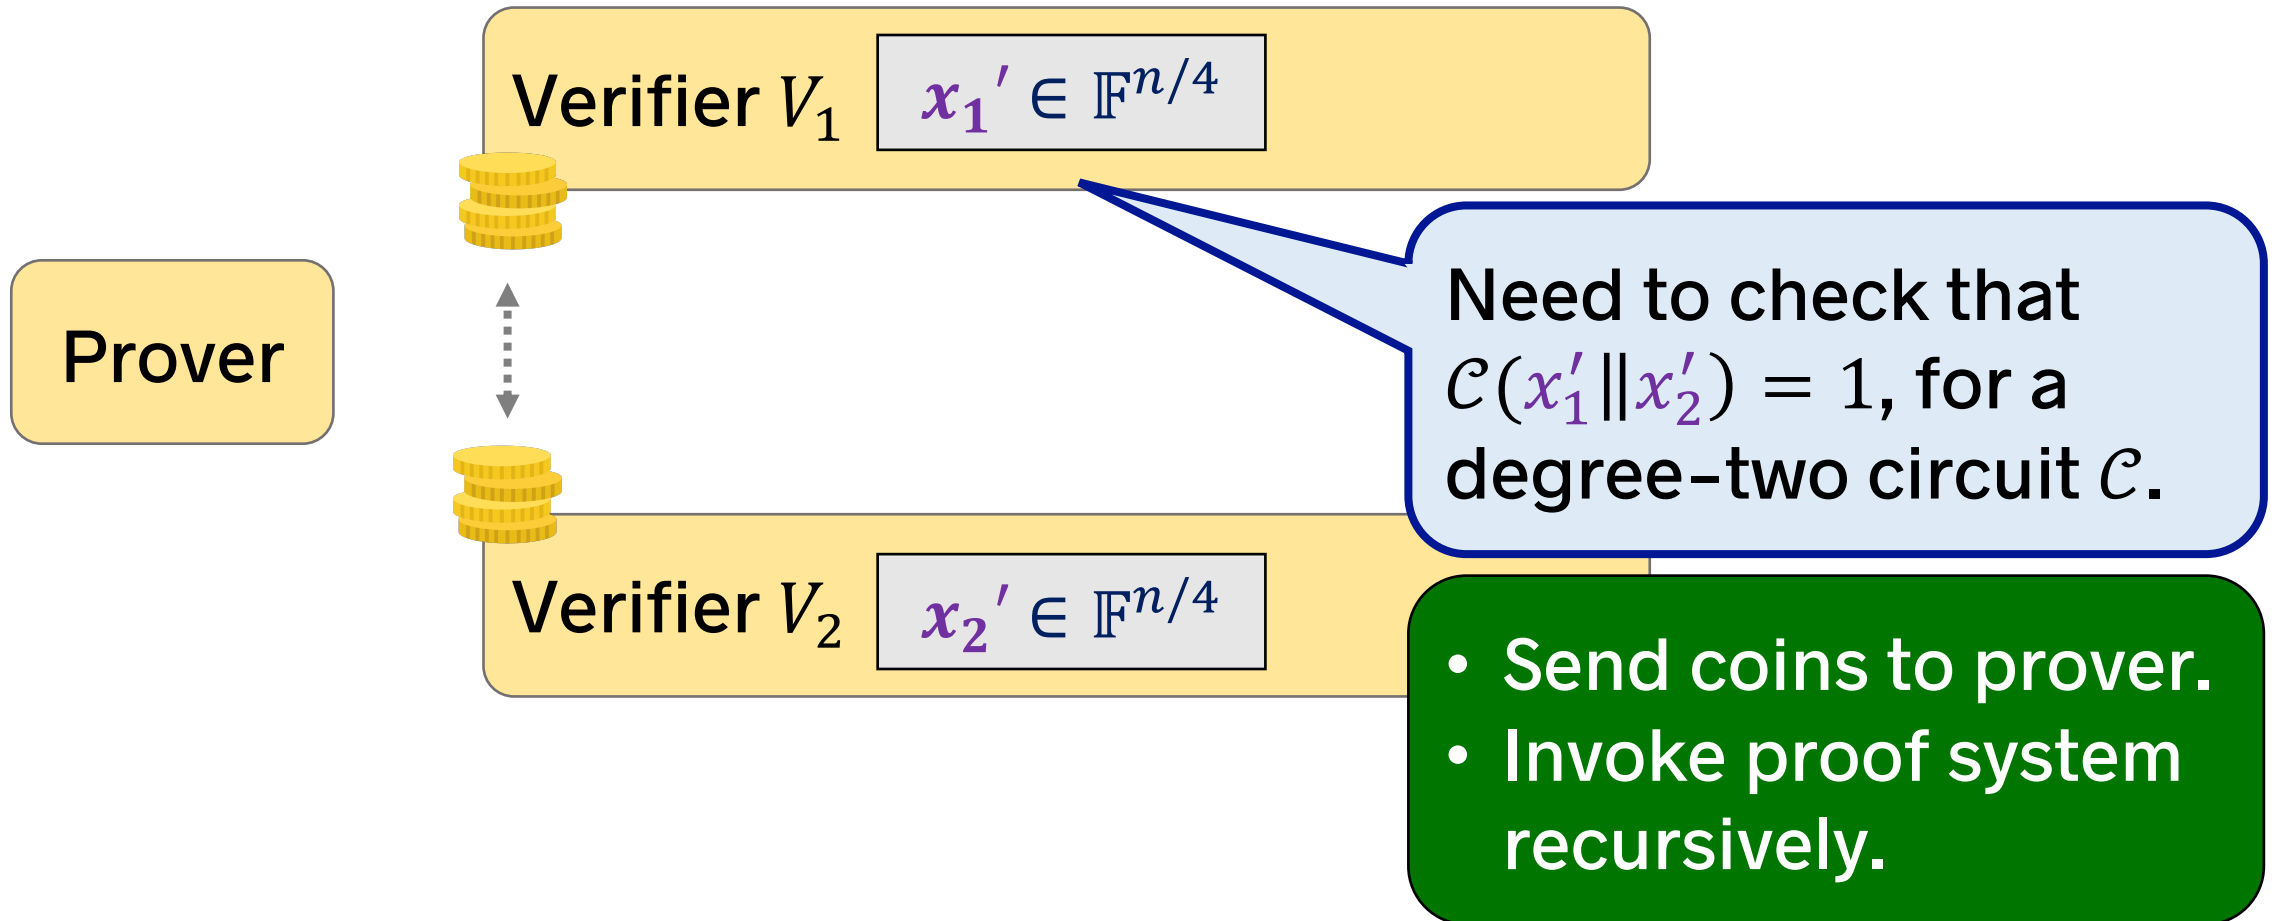 Verifier V₁
x₁′ ∈ 𝔽^{n/4}
Prover
Need to check that
𝒞(x₁′‖x₂′) = 1, for a
degree-two circuit 𝒞.
Verifier V₂
x₂′ ∈ 𝔽^{n/4}
• Send coins to prover.
• Invoke proof system
recursively.